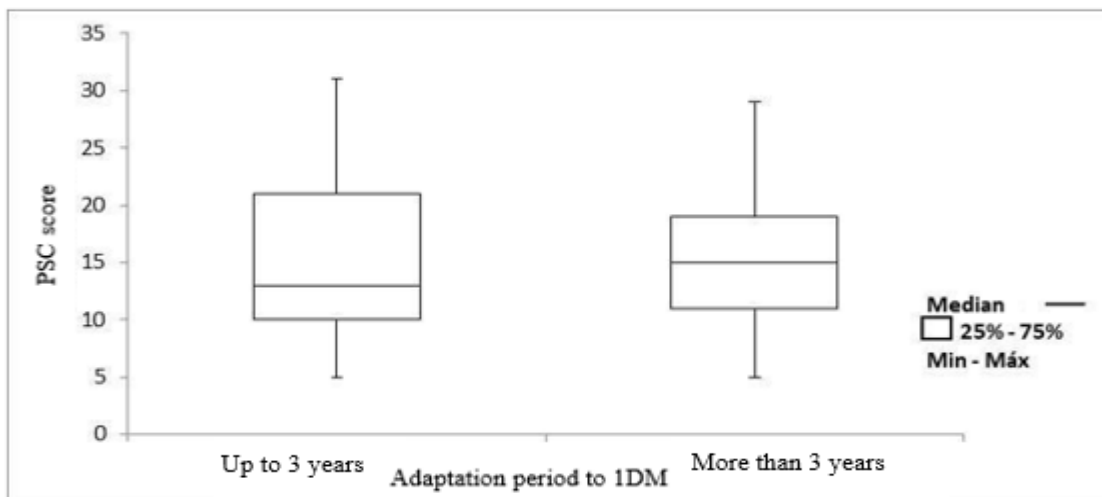 35
30
25
20
15
10
5
0
PSC score
Up to 3 years
More than 3 years
Adaptation period to 1DM
Median
25% - 75%
Min - Máx